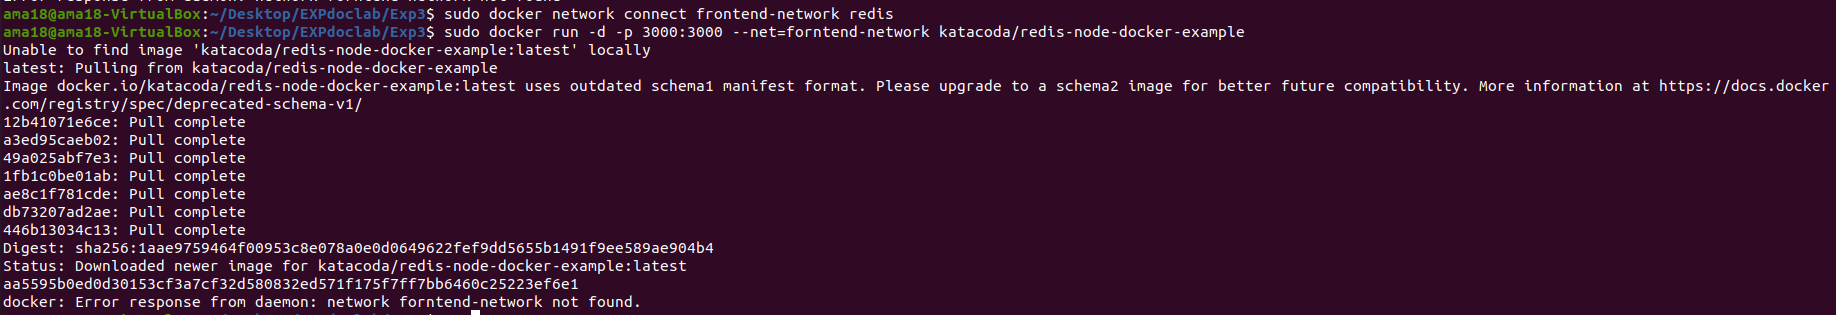 ama18@ama18-VirtualBox:~/Desktop/EXPdoclab/Exp3$ sudo docker network connect frontend-network redis
ama18@ama18-VirtualBox:~/Desktop/EXPdoclab/Exp3$ sudo docker run -d -p 3000:3000 --net=forntend-network katacoda/redis-node-docker-example
Unable to find image 'katacoda/redis-node-docker-example:latest' locally
latest: Pulling from katacoda/redis-node-docker-example
Image docker.io/katacoda/redis-node-docker-example:latest uses outdated schema1 manifest format. Please upgrade to a schema2 image for better future compatibility. More information at https://docs.docker
.com/registry/spec/deprecated-schema-v1/
12b41071e6ce: Pull complete
a3ed95caeb02: Pull complete
49a025abf7e3: Pull complete
1fb1c0be01ab: Pull complete
ae8c1f781cde: Pull complete
db73207ad2ae: Pull complete
446b13034c13: Pull complete
Digest: sha256:1aae9759464f00953c8e078a0e0d0649622fef9dd5655b1491f9ee589ae904b4
Status: Downloaded newer image for katacoda/redis-node-docker-example:latest
aa5595b0ed0d30153cf3a7cf32d580832ed571f175f7ff7bb6460c25223ef6e1
docker: Error response from daemon: network forntend-network not found.